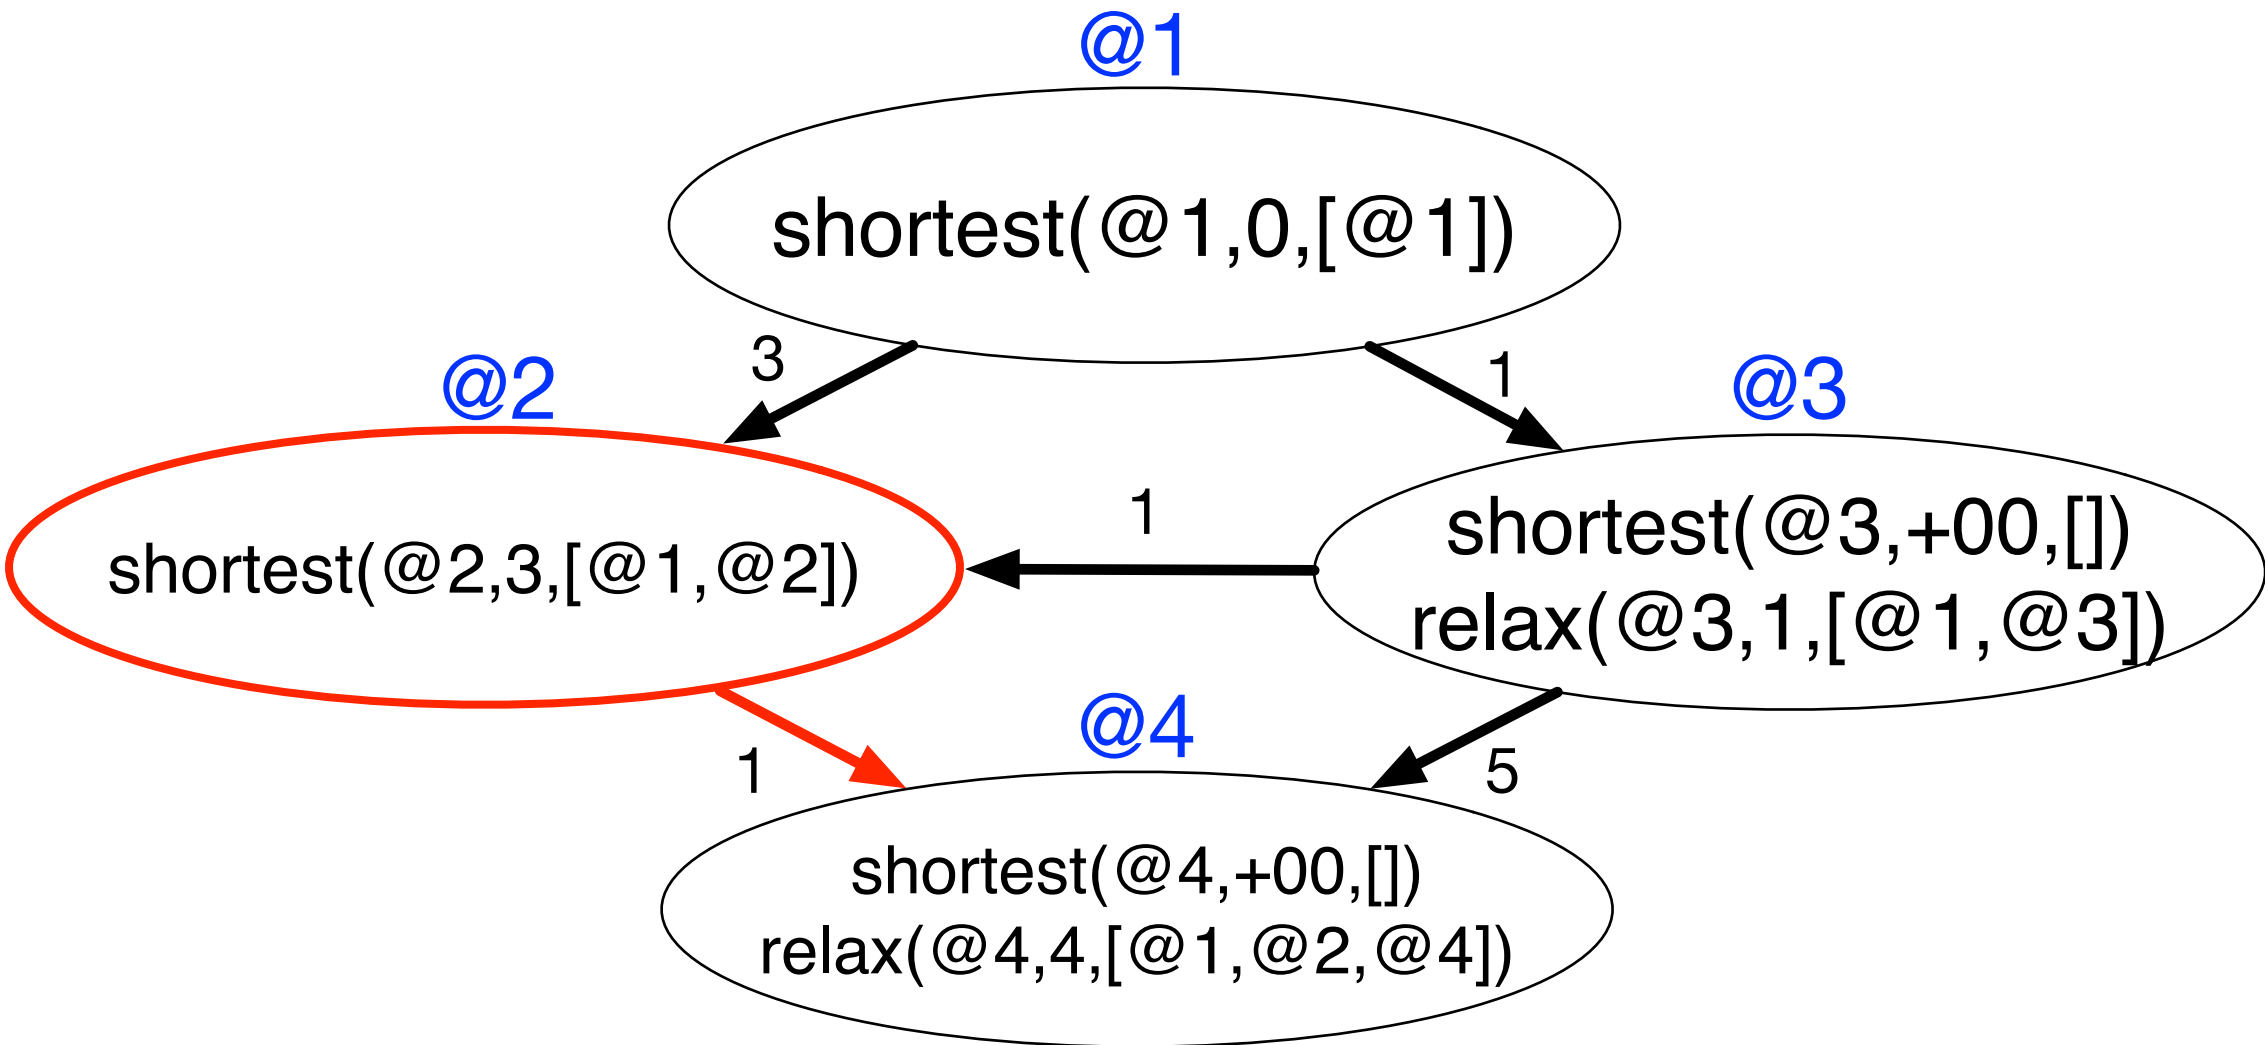 @1
shortest(@1,0,[@1])
3
1
@2
@3
shortest(@2,3,[@1,@2])
1
shortest(@3,+00,[])
relax(@3,1,[@1,@3])
@4
1
5
shortest(@4,+00,[])
relax(@4,4,[@1,@2,@4])